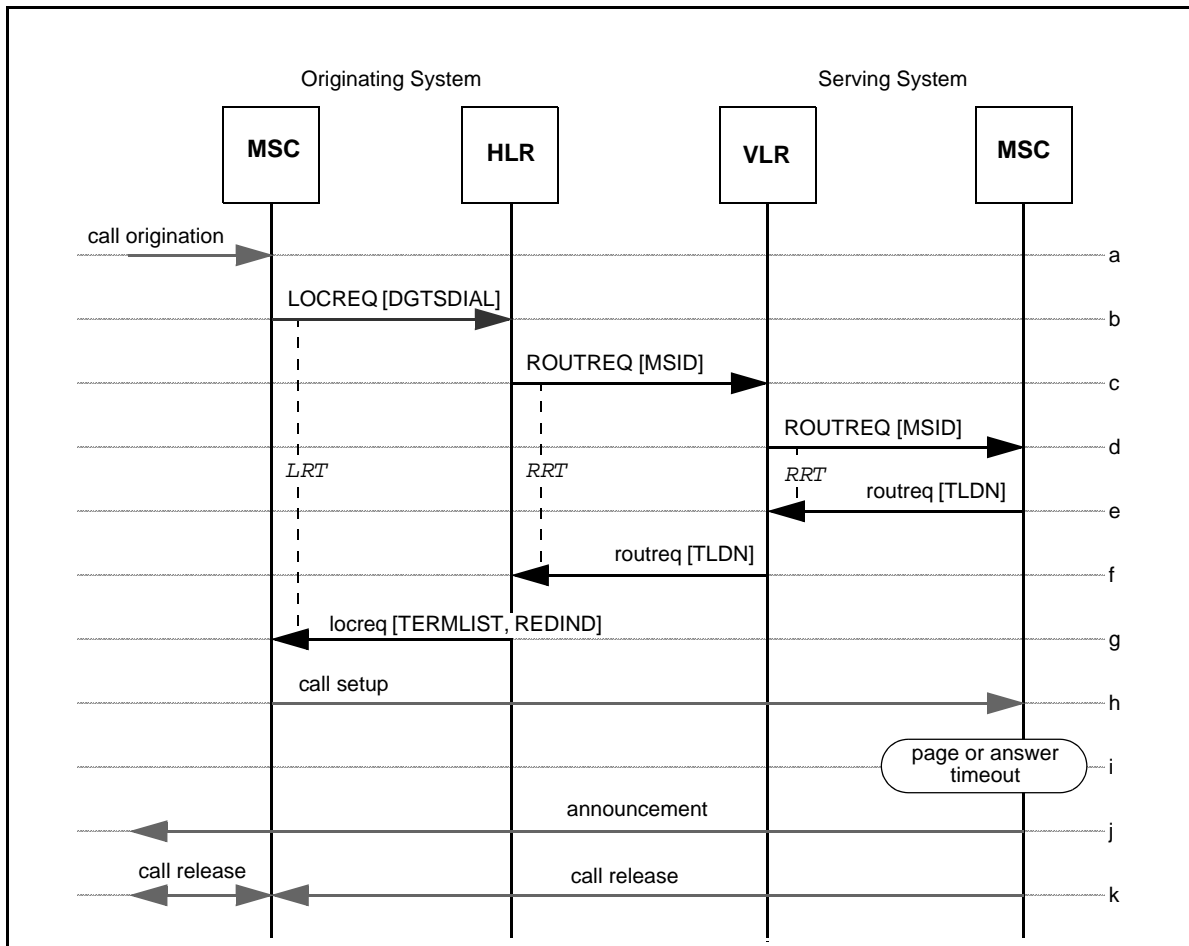 Originating System
Serving System
MSC
HLR
VLR
MSC
call origination
a
LOCREQ [DGTSDIAL]
b
ROUTREQ [MSID]
c
ROUTREQ [MSID]
d
LRT
RRT
RRT
routreq [TLDN]
e
routreq [TLDN]
f
locreq [TERMLIST, REDIND]
g
call setup
h
page or answer
timeout
i
announcement
j
call release
call release
k